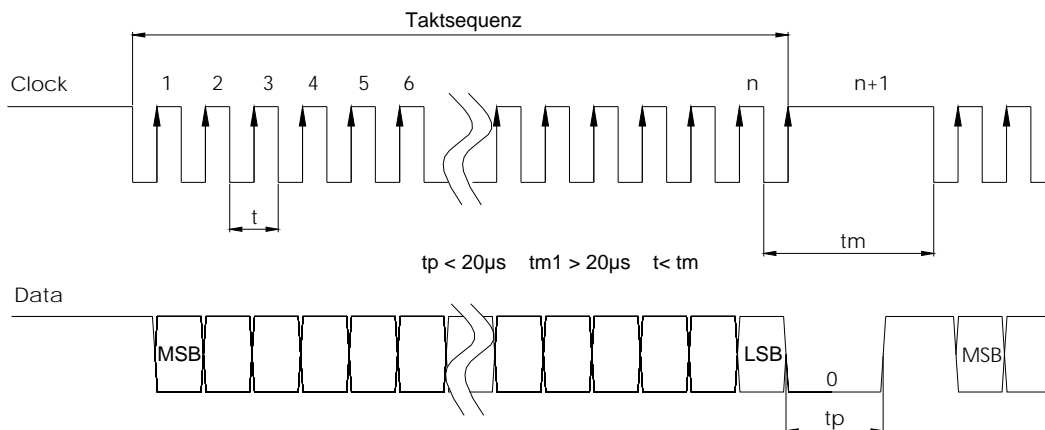 Taktsequenz
Clock 1 2 3 4 5 6 n n+1
t
tm
tp < 20µs tm1 > 20µs t< tm
Data
MSB LSB 0 MSB
tp